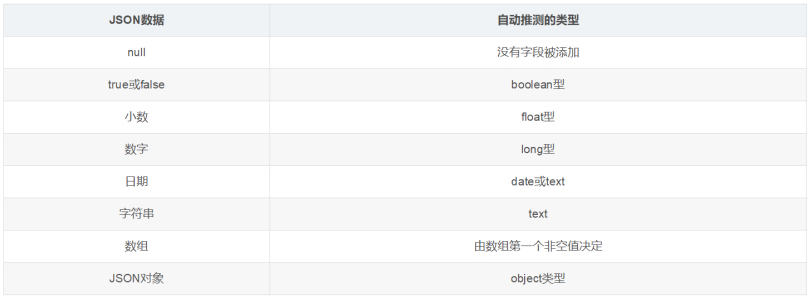 JSON数据 自动推测的类型
null 没有字段被添加
true或false boolean型
小数 float型
数字 long型
日期 date或text
字符串 text
数组 由数组第一个非空值决定
JSON对象 object类型